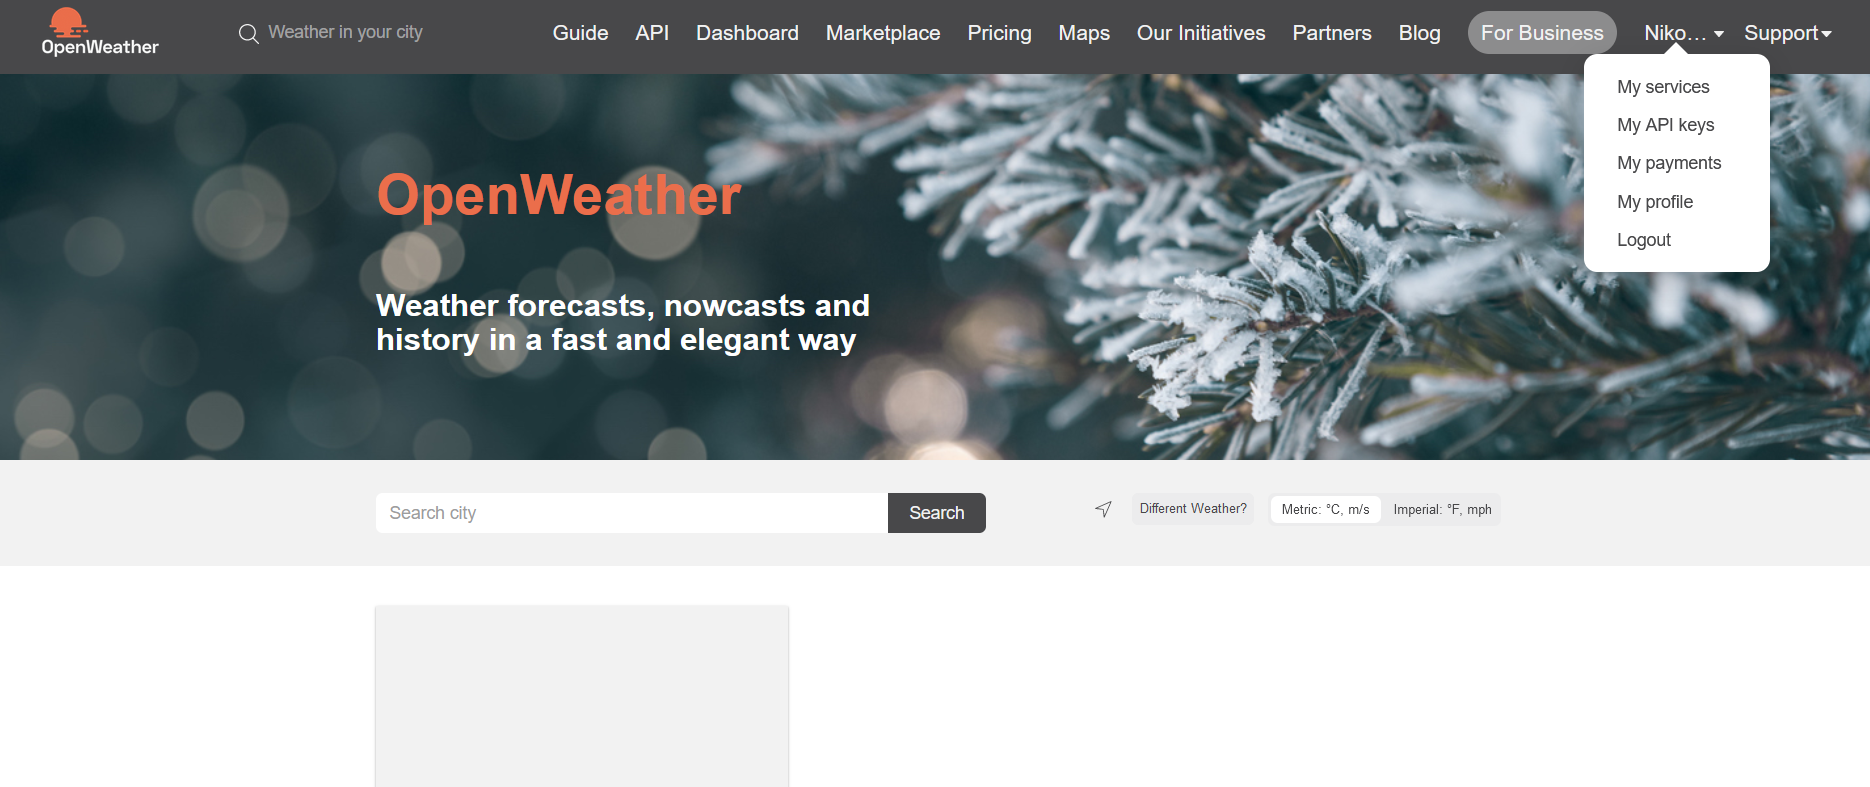 OpenWeather
Weather in your city
Guide
API
Dashboard
Marketplace
Pricing
Maps
Our Initiatives
Partners
Blog
For Business
Niko...
Support
My services
My API keys
My payments
My profile
Logout
OpenWeather
Weather forecasts, nowcasts and
history in a fast and elegant way
Search city
Search
Different Weather?
Metric: °C, m/s
Imperial: °F, mph